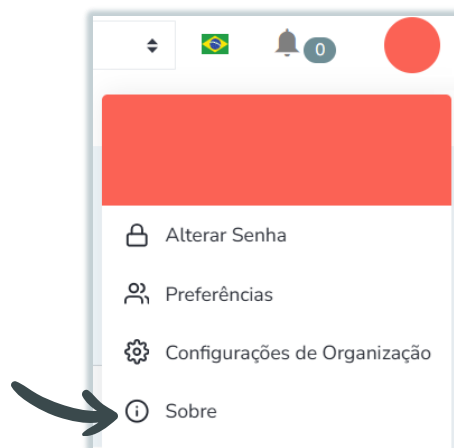 0
Alterar Senha
Preferências
Configurações de Organização
Sobre